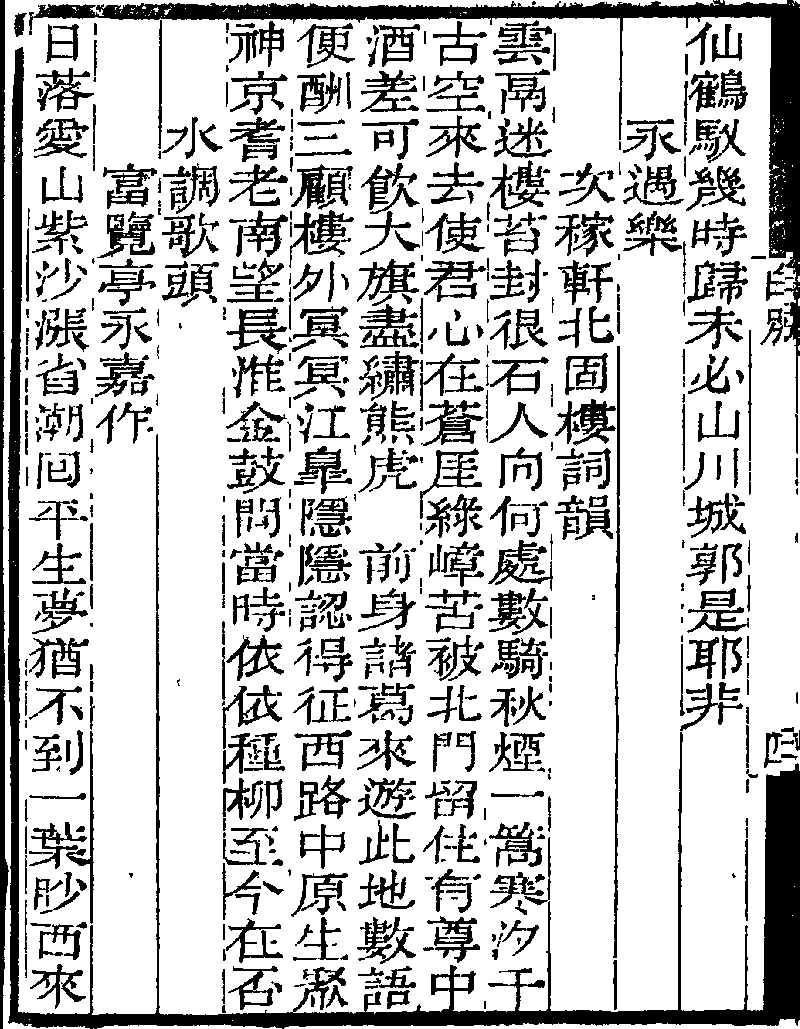 仙鶴馭幾時歸未必山川城郭是耶非
永遇樂
次稼軒北固樓詞韻
雲鬲迷樓苔封很石人向何處數騎秋煙一篙寒汐千
古空來去使君心在蒼厓綠嶂苦被北門留住有尊中
酒差可飲大旗盡繡熊虎　前身諸葛來遊此地數語
便酬三顧樓外冥冥江臯隱隱認得征西路中原生聚
神京耆老南望長淮金鼓問當時依依種柳至今在否
水調歌頭
富覽亭永嘉作
日落愛山紫沙漲省潮回平生夢猶不到一葉眇西來